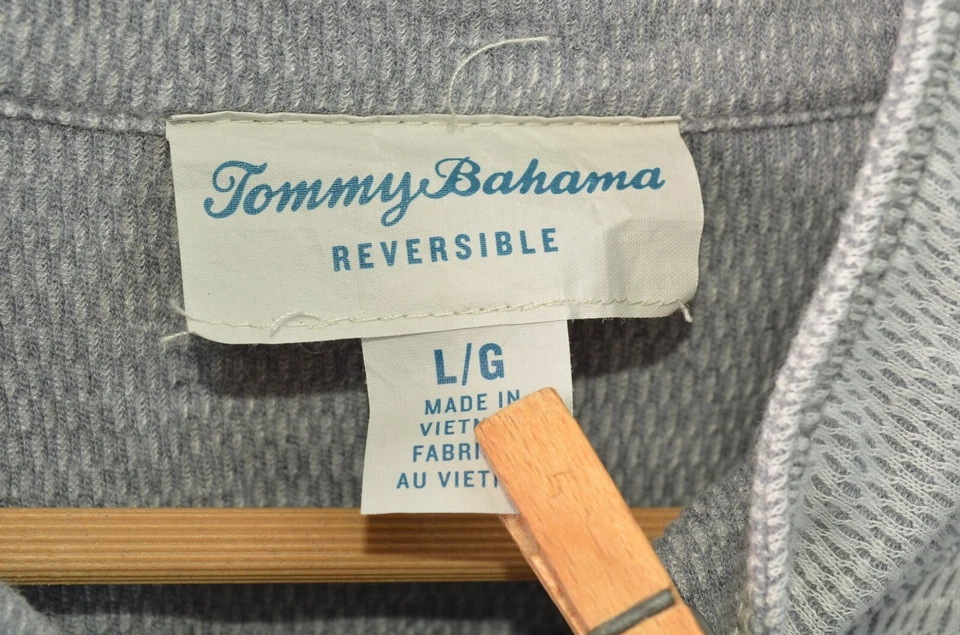 Tommy Bahama
REVERSIBLE
L/G
MADE IN
AU